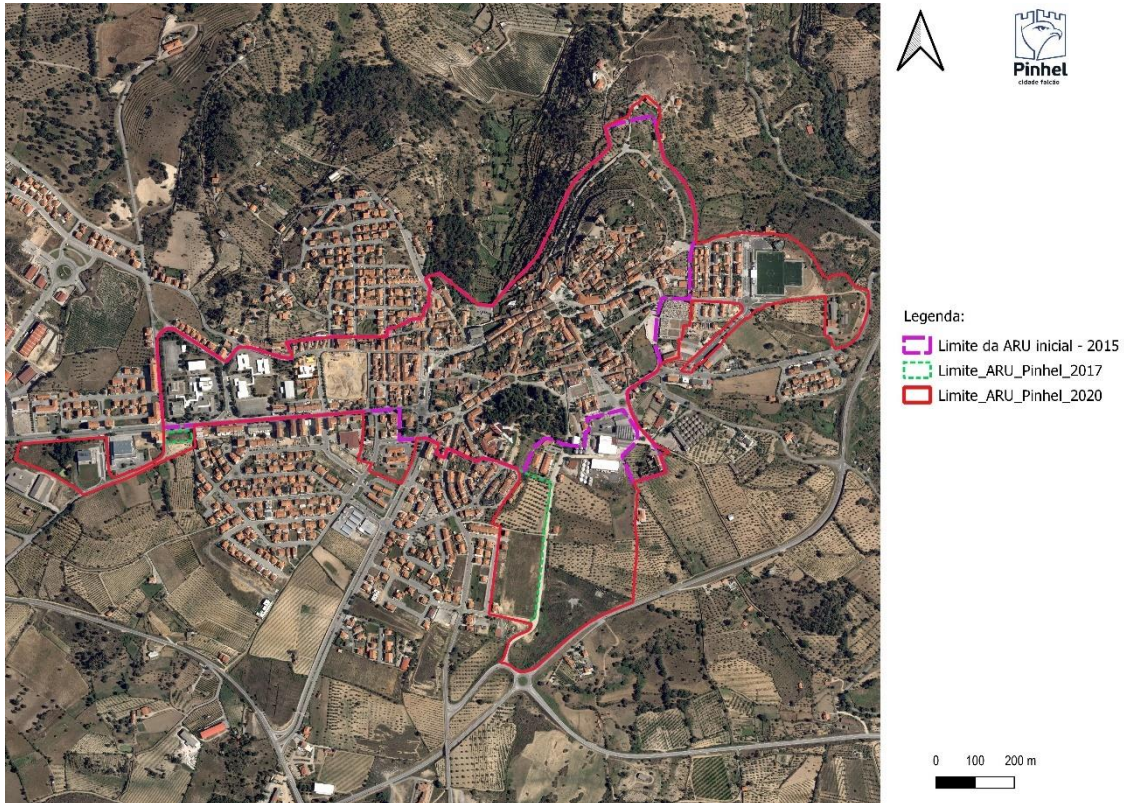 Pinhel
cidade falcão
Legenda:
Limite da ARU inicial - 2015
Limite_ARU_Pinhel_2017
Limite_ARU_Pinhel_2020
0 100 200 m